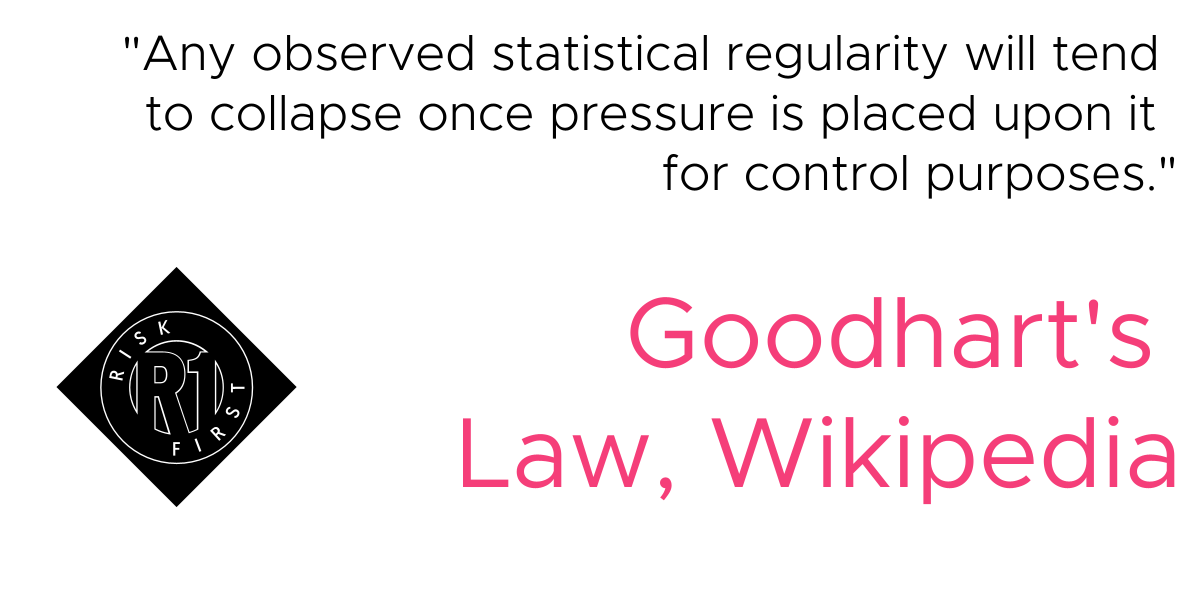 "Any observed statistical regularity will tend
to collapse once pressure is placed upon it
for control purposes."
RISK
R1
FIRST
Goodhart's
Law, Wikipedia